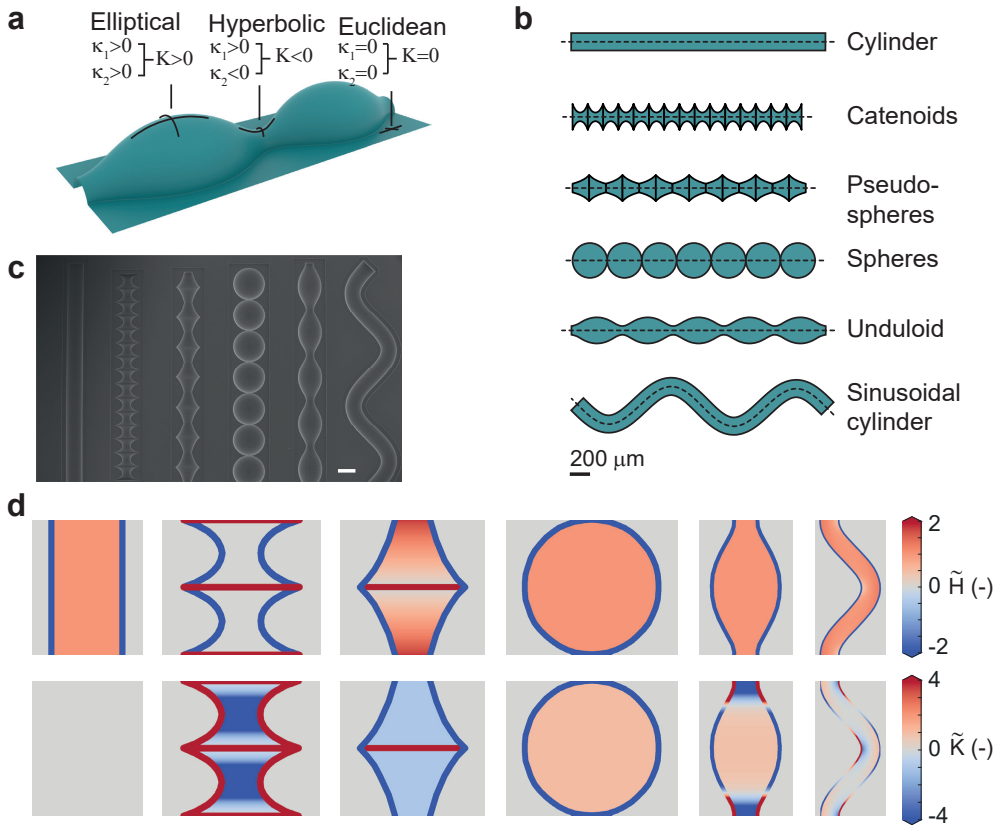 a
Elliptical
κ1>0
κ2>0
K>0
Hyperbolic
κ1>0
κ2<0
K<0
Euclidean
κ1=0
κ2=0
K=0
b
Cylinder
Catenoids
Pseudo-
spheres
Spheres
Unduloid
Sinusoidal
cylinder
200 μm
c
d
2
0
-2
H̃ (-)
4
0
-4
K̃ (-)